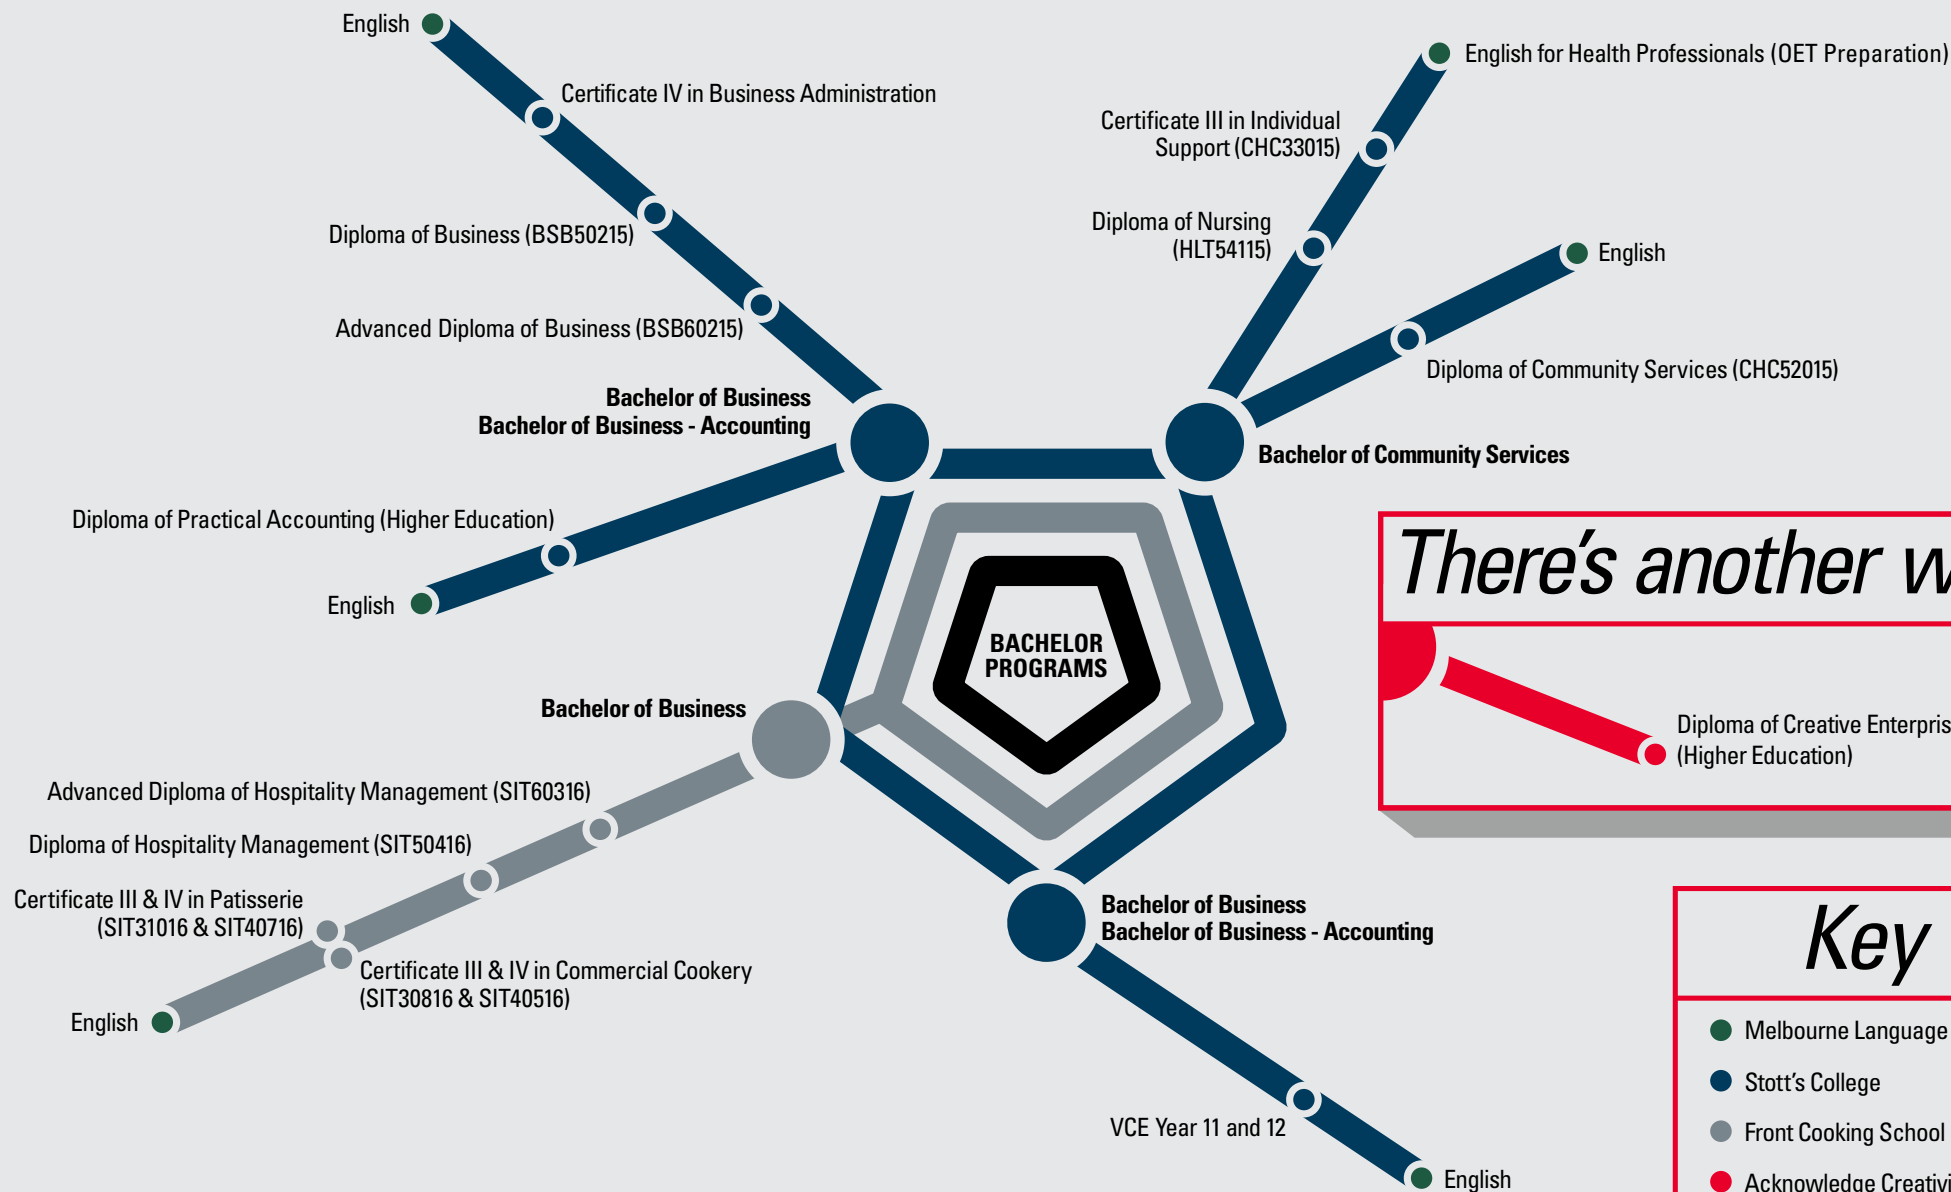 English
Certificate IV in Business Administration
Diploma of Business (BSB50215)
Advanced Diploma of Business (BSB60215)
Bachelor of Business
Bachelor of Business - Accounting
Diploma of Practical Accounting (Higher Education)
English
English for Health Professionals (OET Preparation)
Certificate III in Individual
Support (CHC33015)
Diploma of Nursing
(HLT54115)
English
Diploma of Community Services (CHC52015)
Bachelor of Community Services
BACHELOR
PROGRAMS
There's another
Diploma of Creative
(Higher Education)
Bachelor of Business
Advanced Diploma of Hospitality Management (SIT60316)
Diploma of Hospitality Management (SIT50416)
Certificate III & IV in Patisserie
(SIT31016 & SIT40716)
Certificate III & IV in Commercial Cookery
(SIT30816 & SIT40516)
English
Bachelor of Business
Bachelor of Business - Accounting
VCE Year 11 and 12
English
Key
Melbourne Language
Stott's College
Front Cooking School
Acknowledge